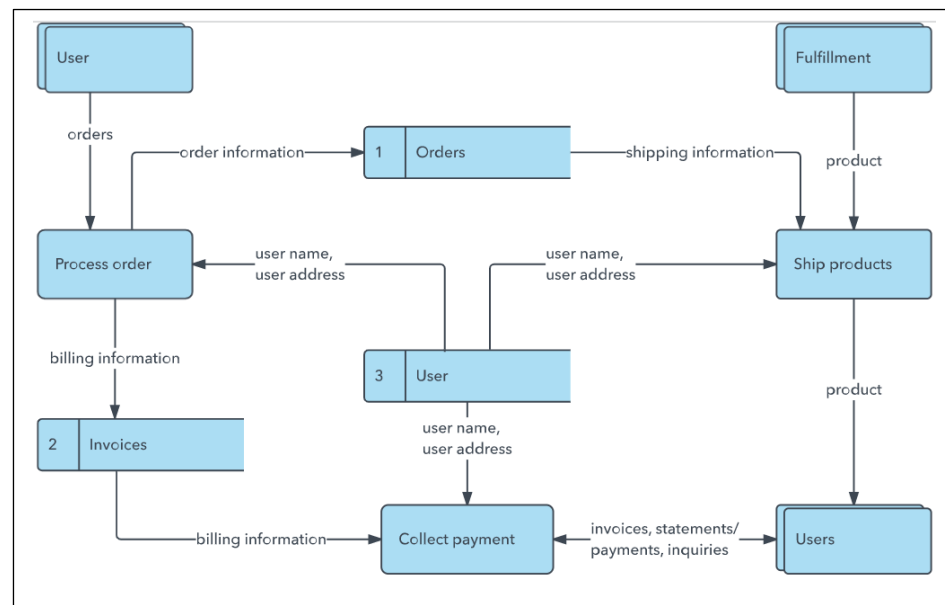 User
Fulfillment
orders
order information
1
Orders
shipping information
product
Process order
user name,
user address
user name,
user address
Ship products
billing information
3
User
product
2
Invoices
user name,
user address
billing information
Collect payment
invoices, statements/
payments, inquiries
Users